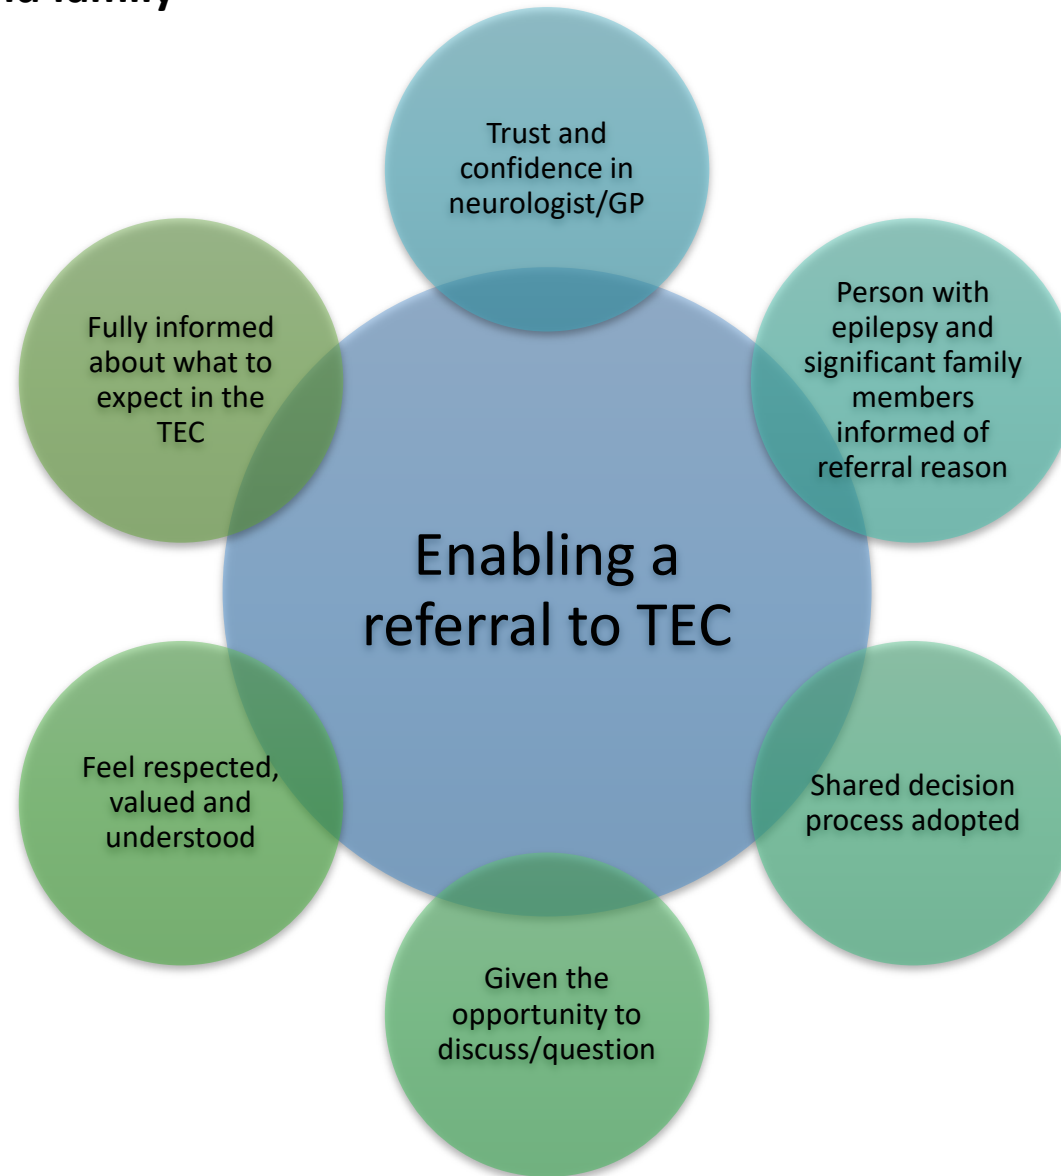 family
Trust and
confidence in
neurologist/GP
Fully informed
about what to
expect in the
TEC
Person with
epilepsy and
significant family
members
informed of
referral reason
Enabling a
referral to TEC
Feel respected,
valued and
understood
Shared decision
process adopted
Given the
opportunity to
discuss/question